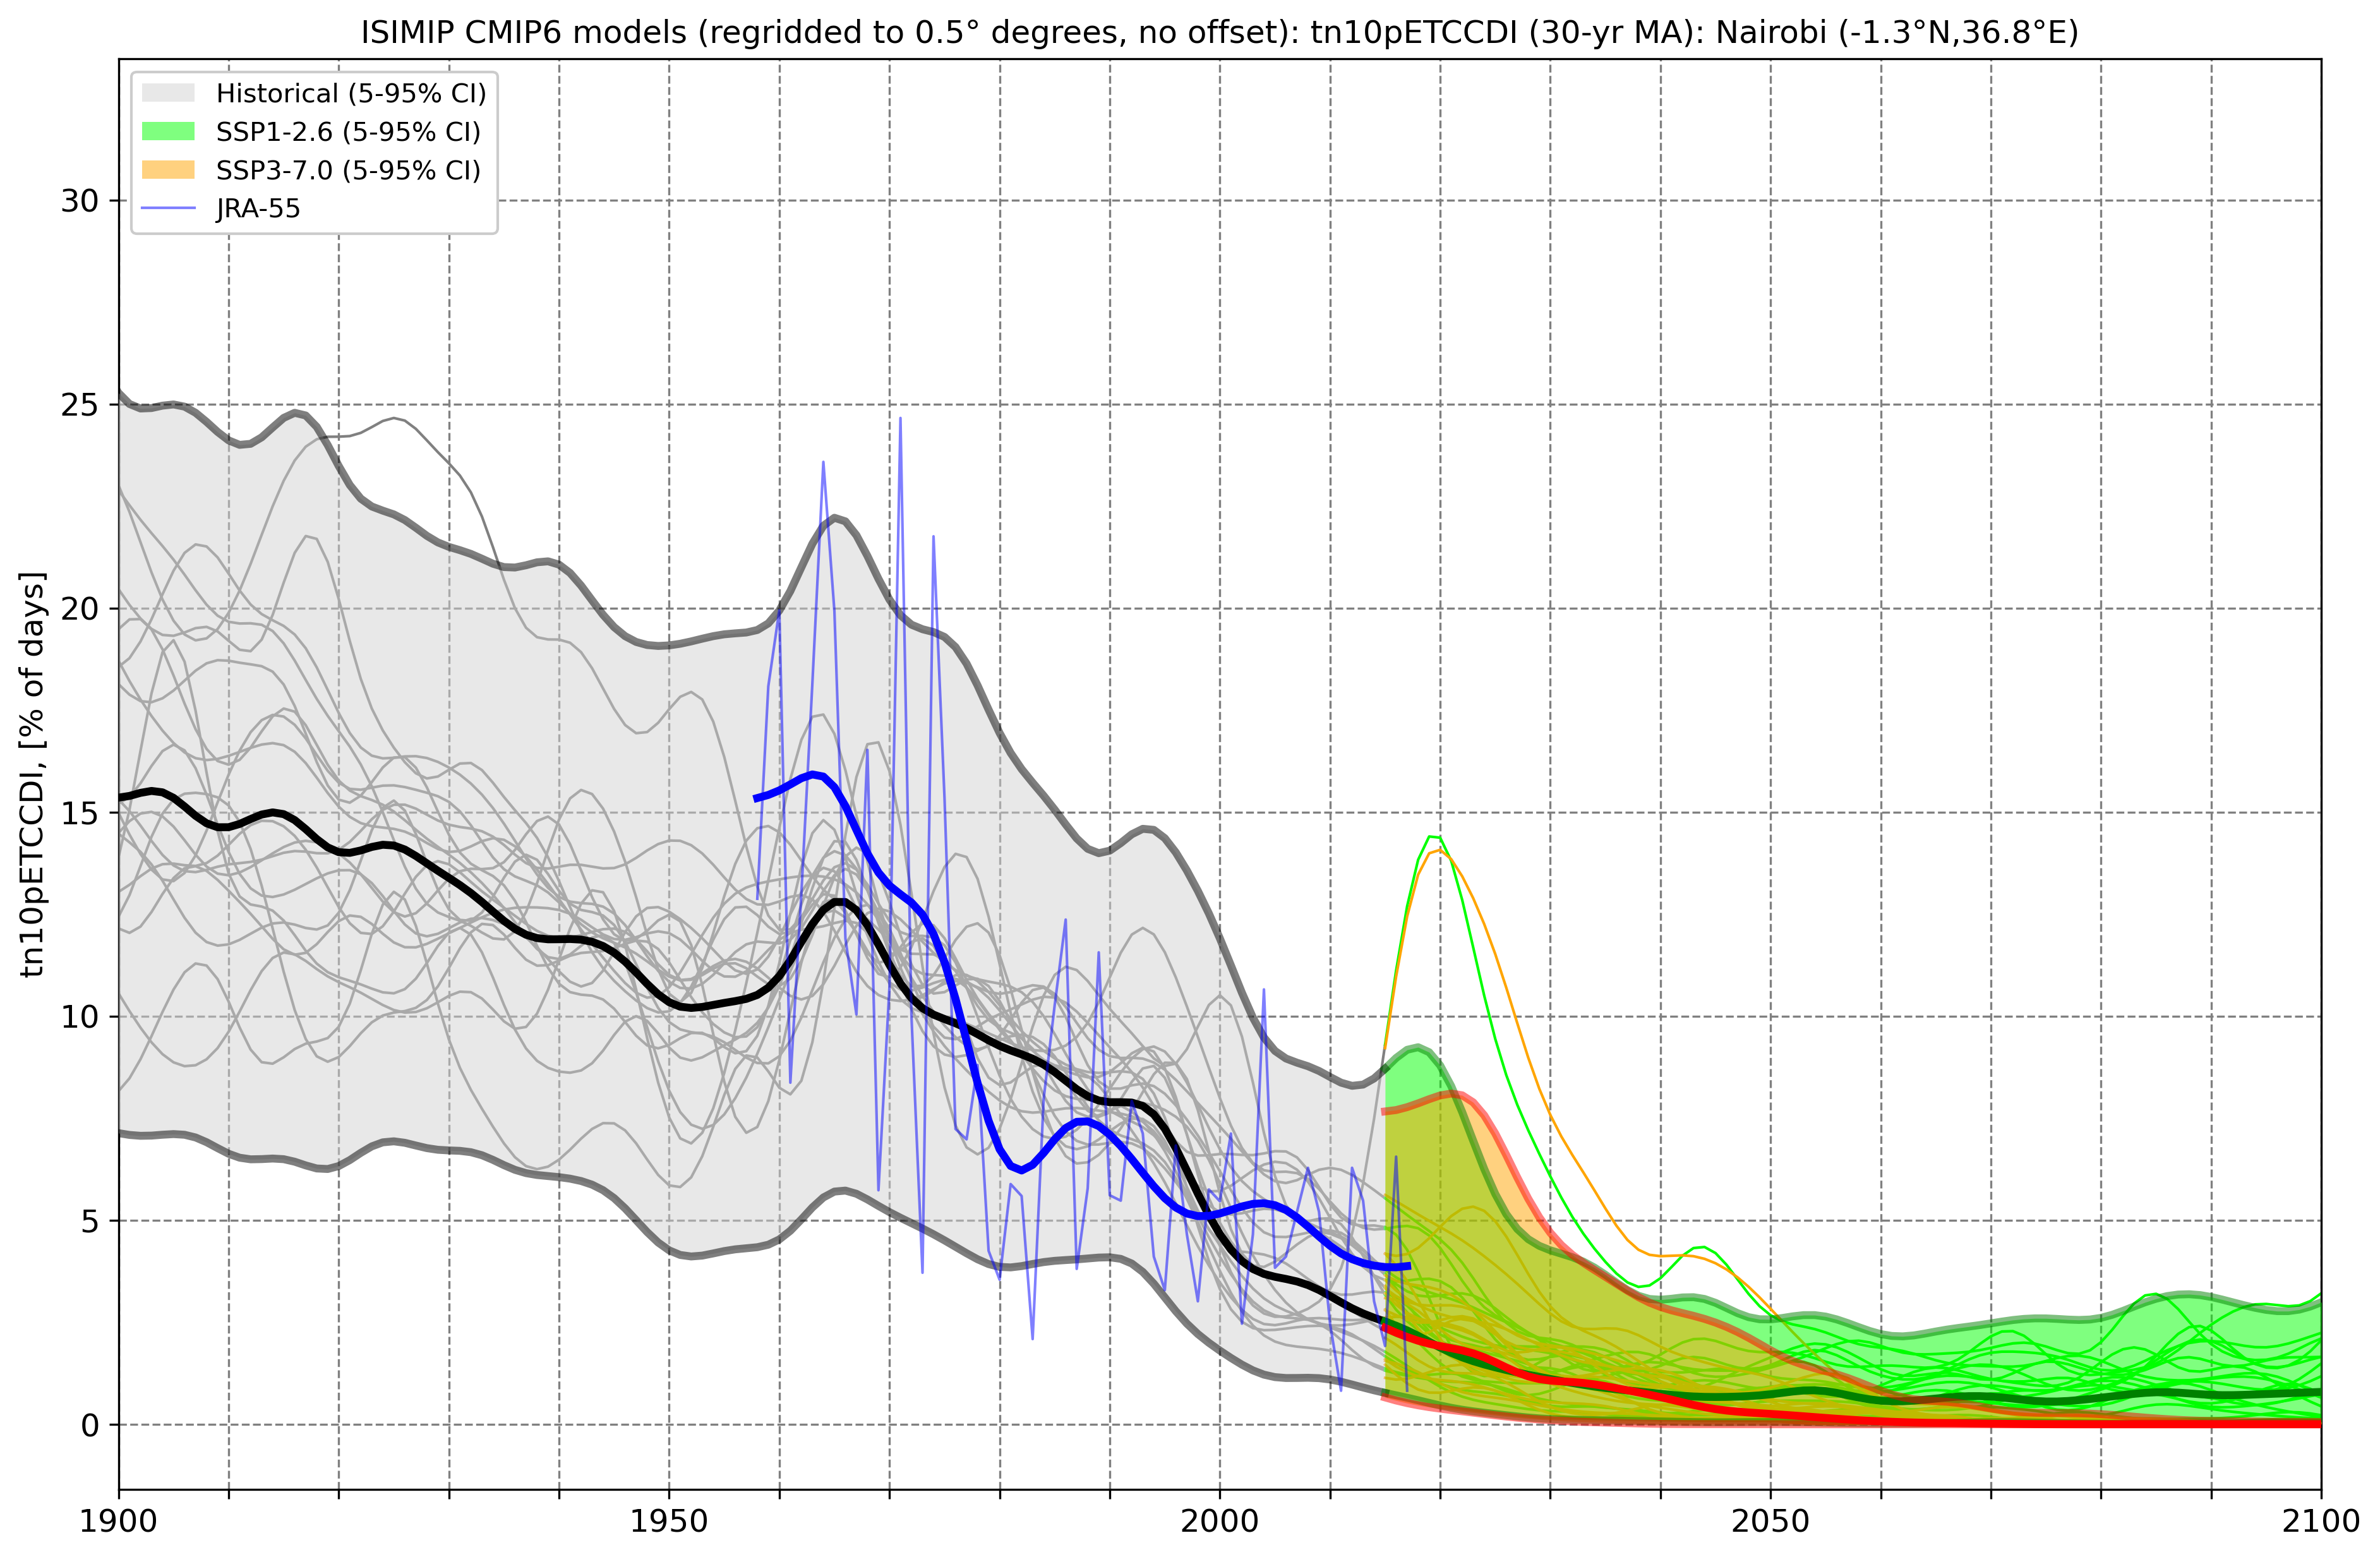 ISIMIP CMIP6 models (regridded to 0.5° degrees, no offset): tn10pETCCDI (30-yr MA): Nairobi (-1.3°N,36.8°E)
Historical (5-95% CI)
SSP1-2.6 (5-95% CI)
SSP3-7.0 (5-95% CI)
JRA-55
tn10pETCCDI, [% of days]
30
25
20
15
10
5
0
1900
1950
2000
2050
2100